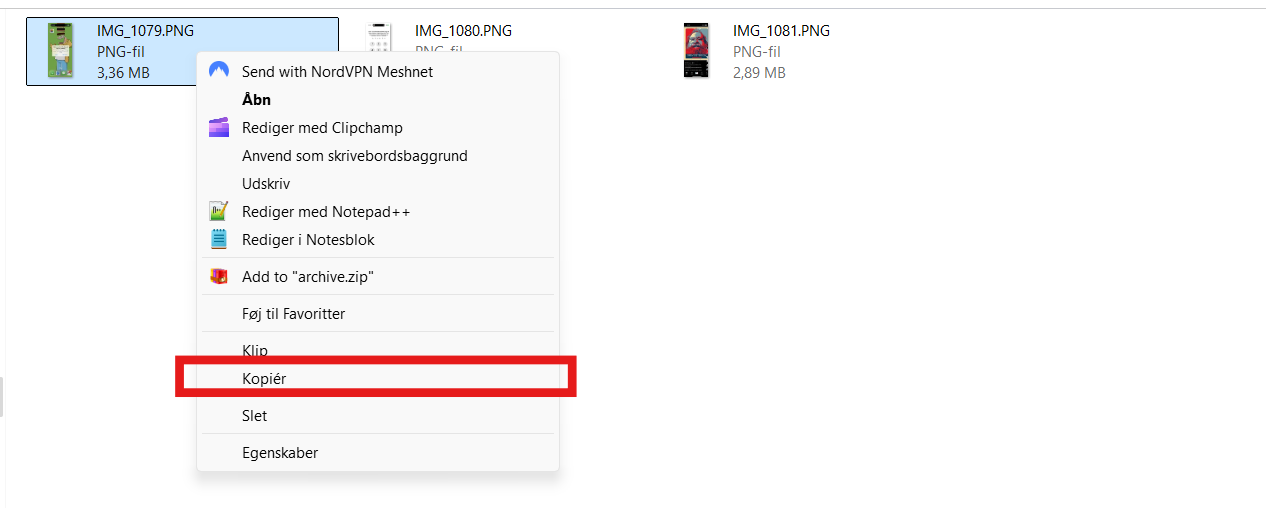 IMG_1079.PNG
PNG-fil
3,36 MB
IMG_1080.PNG
PNG-fil
IMG_1081.PNG
PNG-fil
2,89 MB
Send with NordVPN Meshnet
Åbn
Rediger med Clipchamp
Anvend som skrivebordsbaggrund
Udskriv
Rediger med Notepad++
Rediger i Notesblok
Add to "archive.zip"
Føj til Favoritter
Klip
Kopiér
Slet
Egenskaber